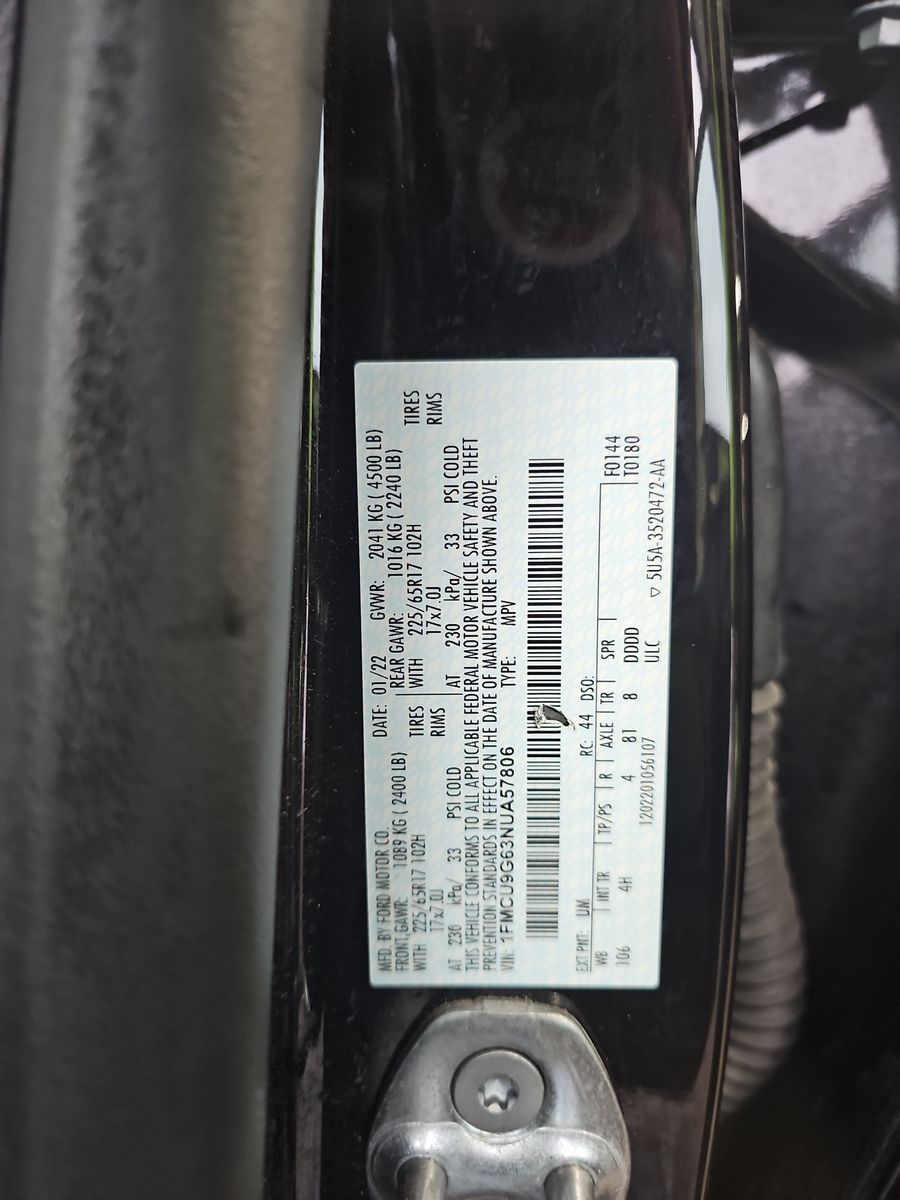 MFD. BY FORD MOTOR CO. DATE: 01/22 GVWR: 2041 KG ( 4500 LB)
FRONT GAWR: 1089 KG ( 2400 LB) REAR GAWR: 1016 KG ( 2240 LB)
WITH 225/65R17 102H TIRES WITH 225/65R17 102H TIRES
17x7.0J RIMS 17x7.0J RIMS
AT 230 kPa/ 33 PSI COLD AT 230 kPa/ 33 PSI COLD
THIS VEHICLE CONFORMS TO ALL APPLICABLE FEDERAL MOTOR VEHICLE SAFETY AND THEFT
PREVENTION STANDARDS IN EFFECT ON THE DATE OF MANUFACTURE SHOWN ABOVE.
VIN: 1FMCU9G63NUA57806 TYPE: MPV
EXT PNT: UM RC: 44 DSO:
WB INT TR TP/PS R AXLE TR SPR F0144
106 4H 4 81 8 DDDD T0180
1202201056107 ULC ▽ 5U5A-3520472-AA